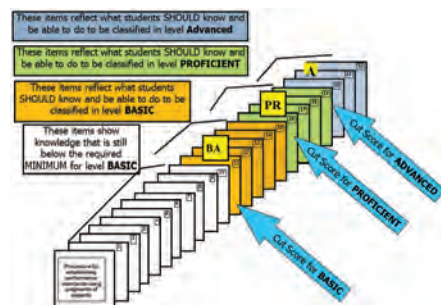 These items reflect what students SHOULD know and
be able to do to be classified in level Advanced
These items reflect what students SHOULD know and
be able to do to be classified in level PROFICIENT
These items reflect what students
SHOULD know and be able to do to be
classified in level BASIC
These items show
knowledge that is still
below the required
MINIMUM for level BASIC
A
PR
BA
Cut Score for ADVANCED
Cut Score for PROFICIENT
Cut Score for BASIC